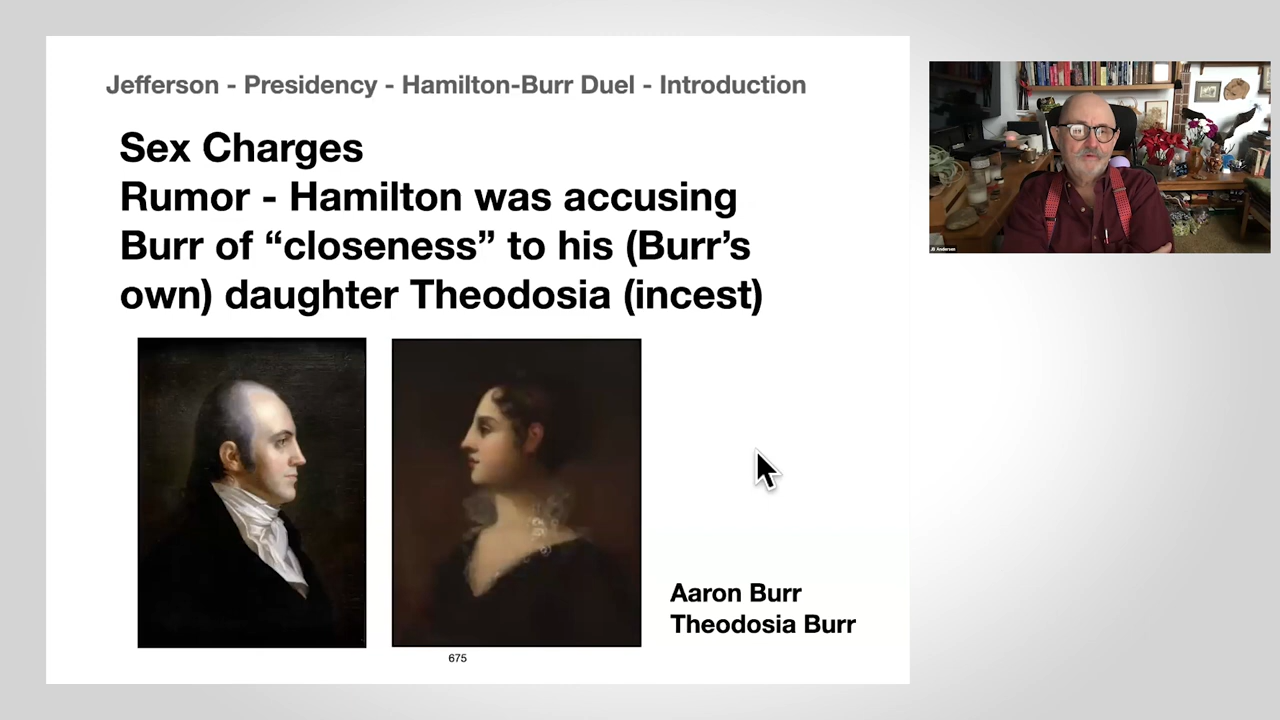 Jefferson - Presidency - Hamilton-Burr Duel - Introduction
Sex Charges
Rumor - Hamilton was accusing
Burr of “closeness” to his (Burr’s
own) daughter Theodosia (incest)
Aaron Burr
Theodosia Burr
675